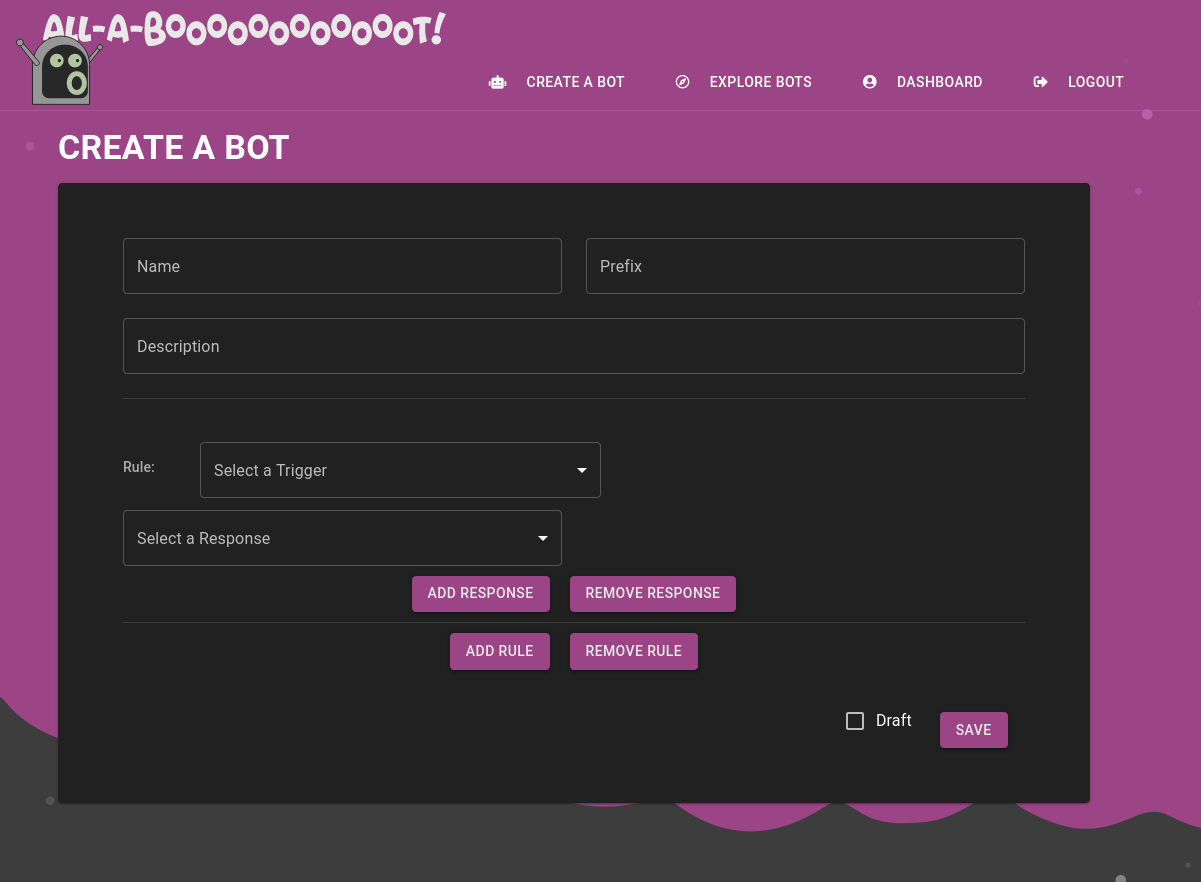 ALL-A-BOOOOOOOOOOOOT!
CREATE A BOT
EXPLORE BOTS
DASHBOARD
LOGOUT
CREATE A BOT
Name
Prefix
Description
Rule:
Select a Trigger
Select a Response
ADD RESPONSE
REMOVE RESPONSE
ADD RULE
REMOVE RULE
Draft
SAVE